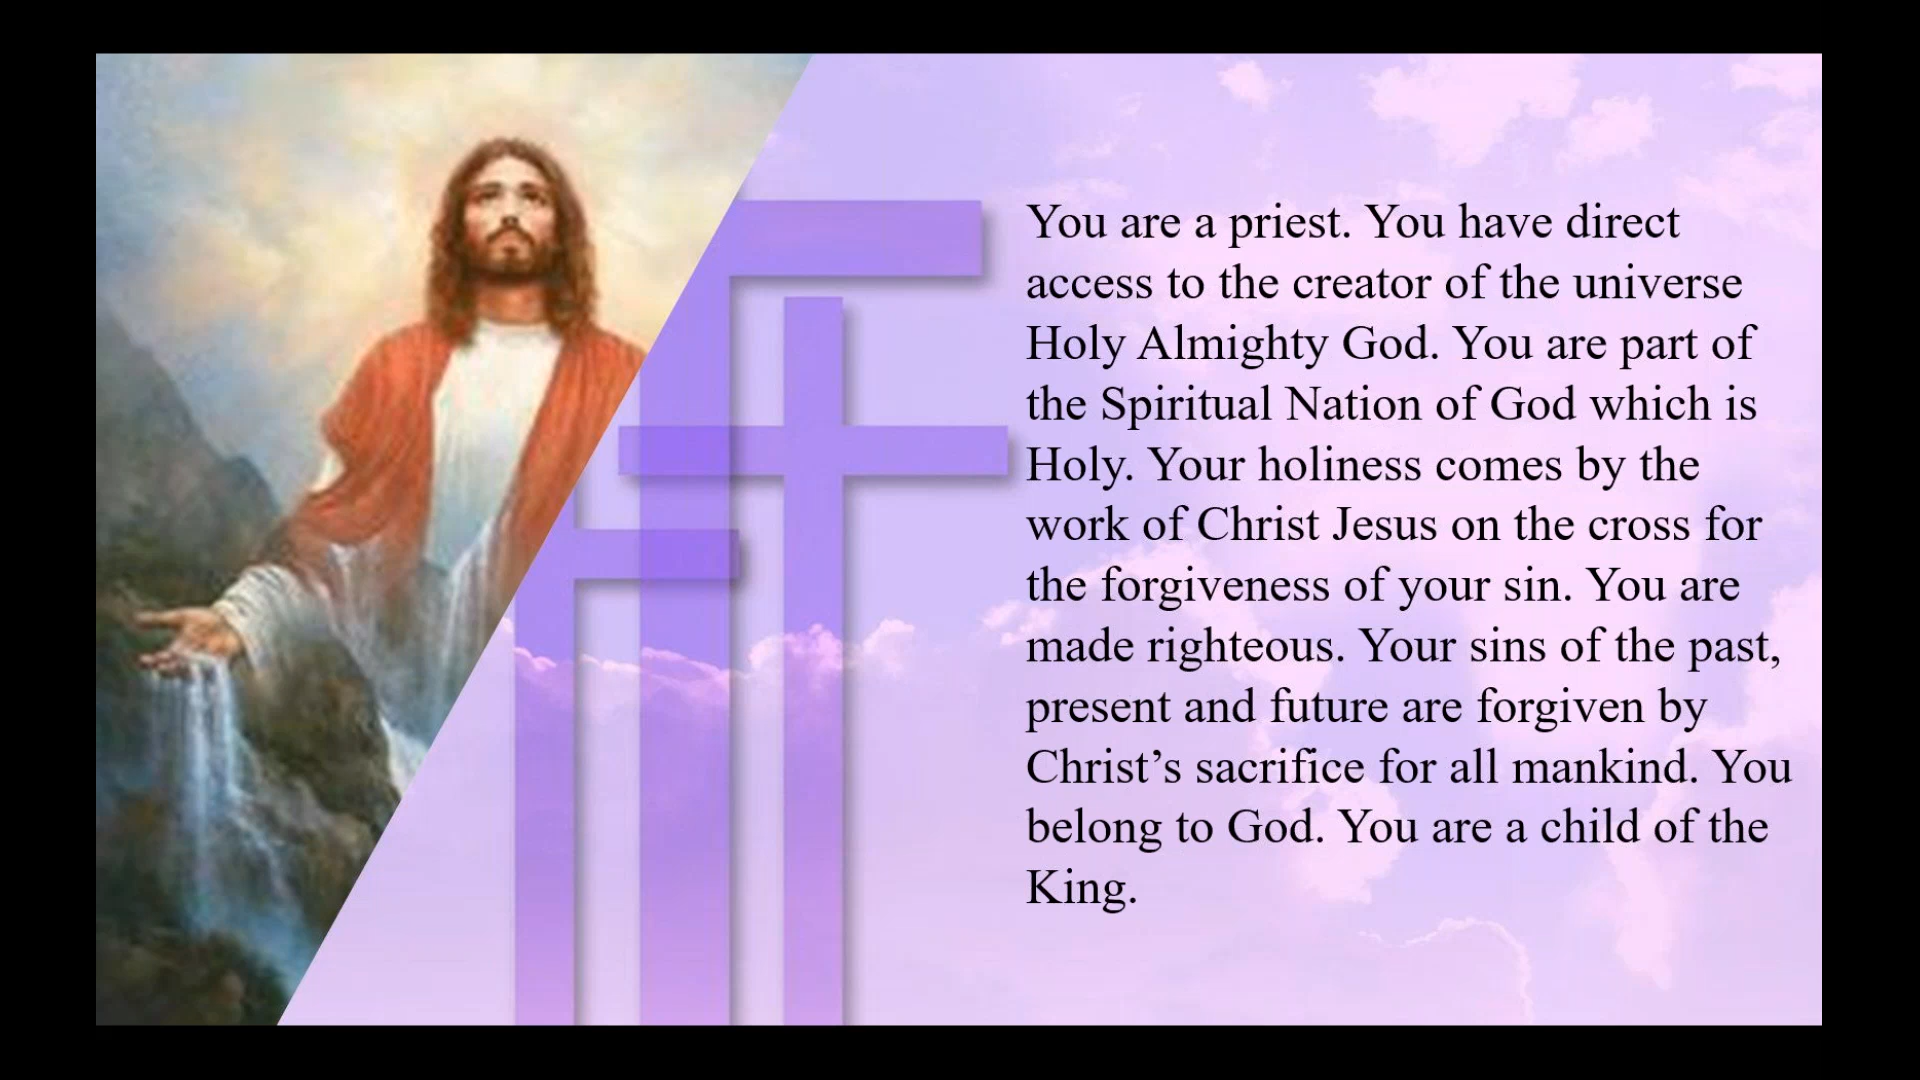 You are a priest. You have direct
access to the creator of the universe
Holy Almighty God. You are part of
the Spiritual Nation of God which is
Holy. Your holiness comes by the
work of Christ Jesus on the cross for
the forgiveness of your sin. You are
made righteous. Your sins of the past,
present and future are forgiven by
Christ’s sacrifice for all mankind. You
belong to God. You are a child of the
King.